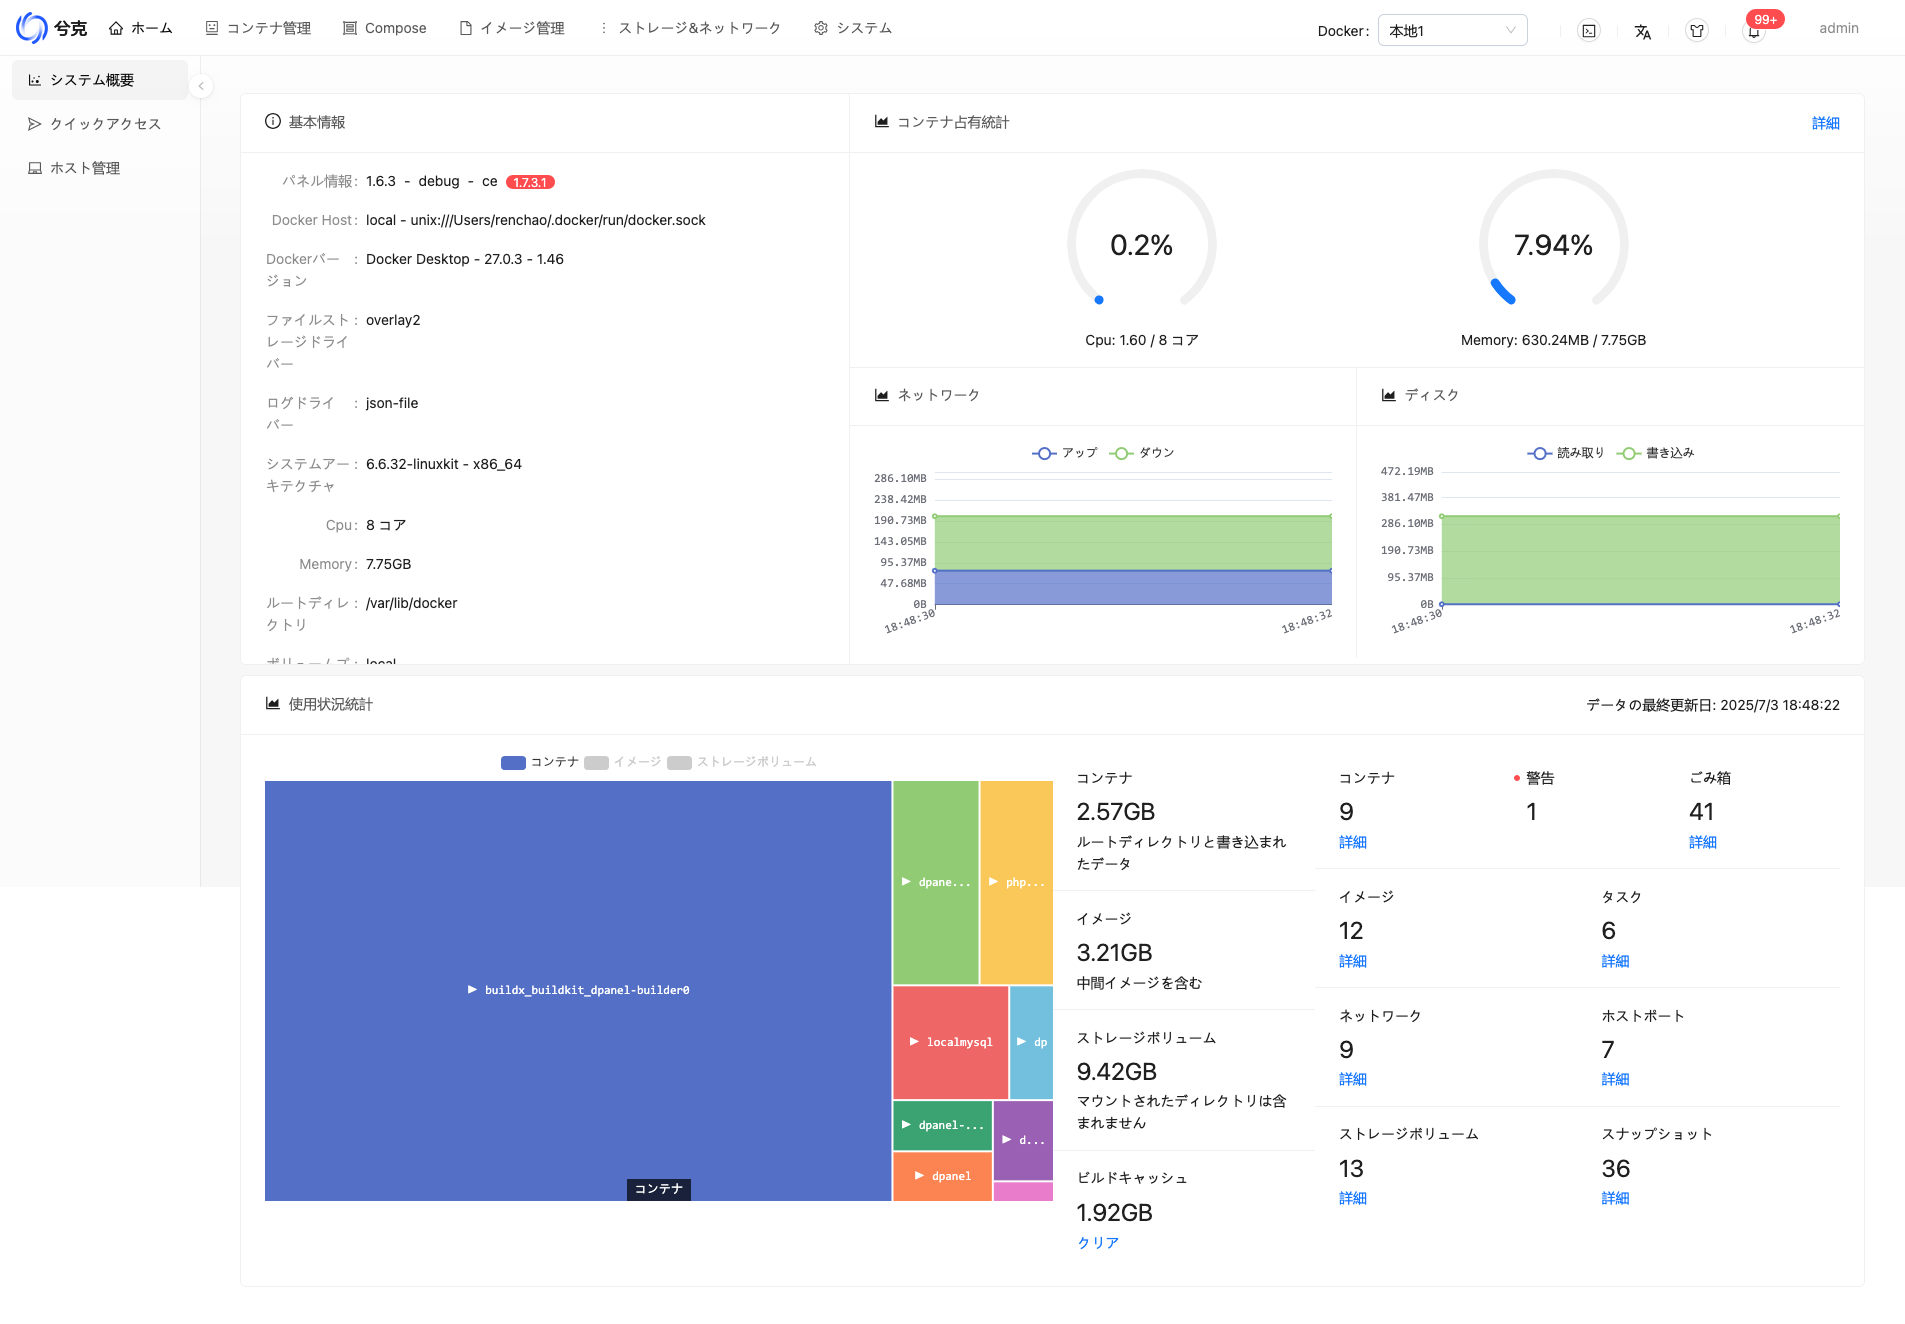 兮克
ホーム
コンテナ管理
Compose
イメージ管理
ストレージ&ネットワーク
システム
Docker:
本地1
99+
admin
システム概要
クイックアクセス
ホスト管理
基本情報
パネル情報:
1.6.3 - debug - ce 1.7.3.1
Docker Host:
local - unix:///Users/renchao/.docker/run/docker.sock
Dockerバー
ジョン
:
Docker Desktop - 27.0.3 - 1.46
ファイルスト
レージドライ
バー
:
overlay2
ログドライ
バー
:
json-file
システムアー
キテクチャ
:
6.6.32-linuxkit - x86_64
Cpu:
8 コア
Memory:
7.75GB
ルートディレ
クトリ
:
/var/lib/docker
コンテナ占有統計
詳細
0.2%
Cpu: 1.60 / 8 コア
7.94%
Memory: 630.24MB / 7.75GB
ネットワーク
アップ
ダウン
286.10MB
238.42MB
190.73MB
143.05MB
95.37MB
47.68MB
0B
18:48:30
18:48:32
ディスク
読み取り
書き込み
472.19MB
381.47MB
286.10MB
190.73MB
95.37MB
0B
18:48:30
18:48:32
使用状況統計
データの最終更新日: 2025/7/3 18:48:22
コンテナ
イメージ
ストレージボリューム
buildx_buildkit_dpanel-builder0
dpane...
php...
localmysql
dp
dpanel-...
d...
dpanel
コンテナ
コンテナ
2.57GB
ルートディレクトリと書き込まれ
たデータ
イメージ
3.21GB
中間イメージを含む
ストレージボリューム
9.42GB
マウントされたディレクトリは含
まれません
ビルドキャッシュ
1.92GB
クリア
コンテナ
9
詳細
警告
1
ごみ箱
41
詳細
イメージ
12
詳細
タスク
6
詳細
ネットワーク
9
詳細
ホストポート
7
詳細
ストレージボリューム
13
詳細
スナップショット
36
詳細